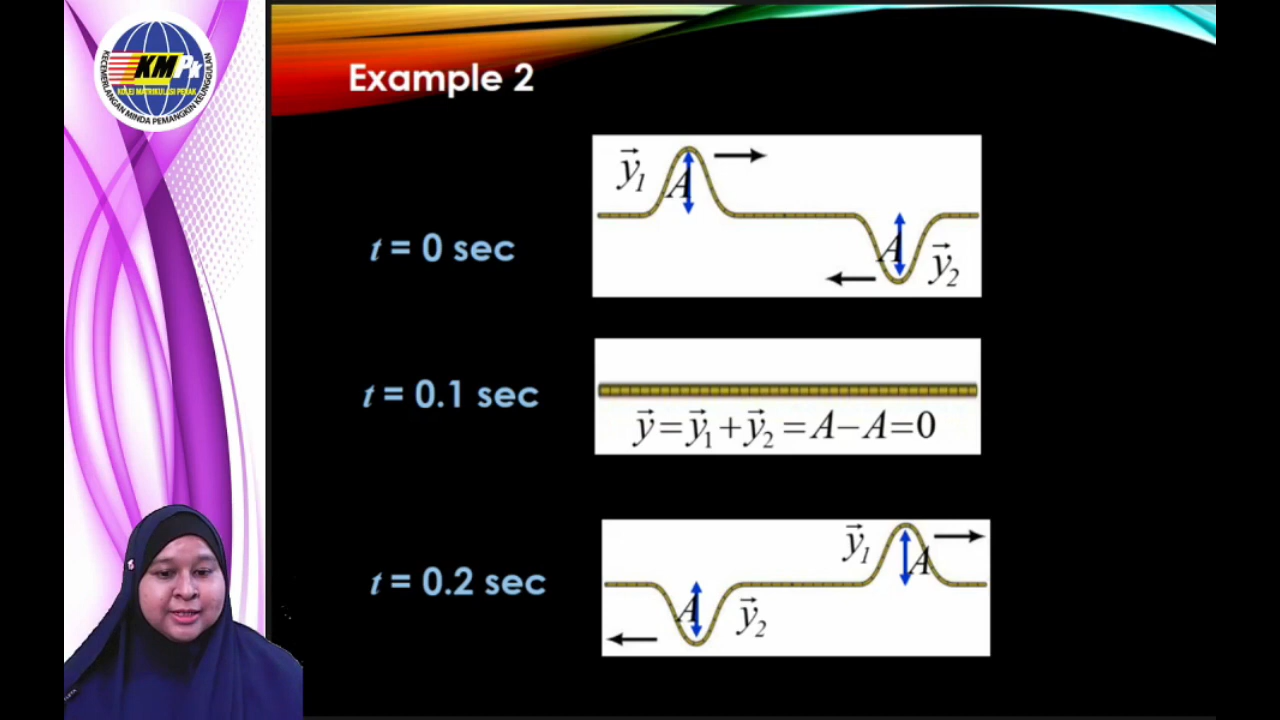 KMPk
KOLEJ MATRIKULASI PERAK
KECEMERLANGAN MINDA PEMANGKIN KEUNGGULAN
Example 2
y⃗₁
A
t = 0 sec
A
y⃗₂
t = 0.1 sec
y⃗ = y⃗₁ + y⃗₂ = A − A = 0
y⃗₁
A
t = 0.2 sec
A
y⃗₂